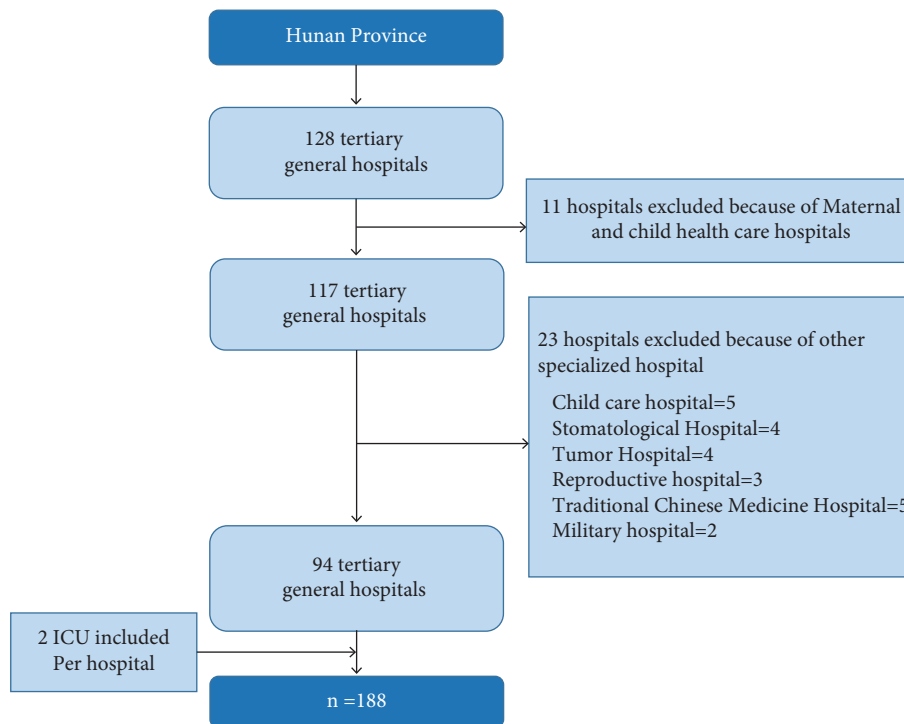 Hunan Province
128 tertiary
general hospitals
11 hospitals excluded because of Maternal
and child health care hospitals
117 tertiary
general hospitals
23 hospitals excluded because of other
specialized hospital
Child care hospital=5
Stomatological Hospital=4
Tumor Hospital=4
Reproductive hospital=3
Traditional Chinese Medicine Hospital=5
Military hospital=2
94 tertiary
general hospitals
2 ICU included
Per hospital
n =188